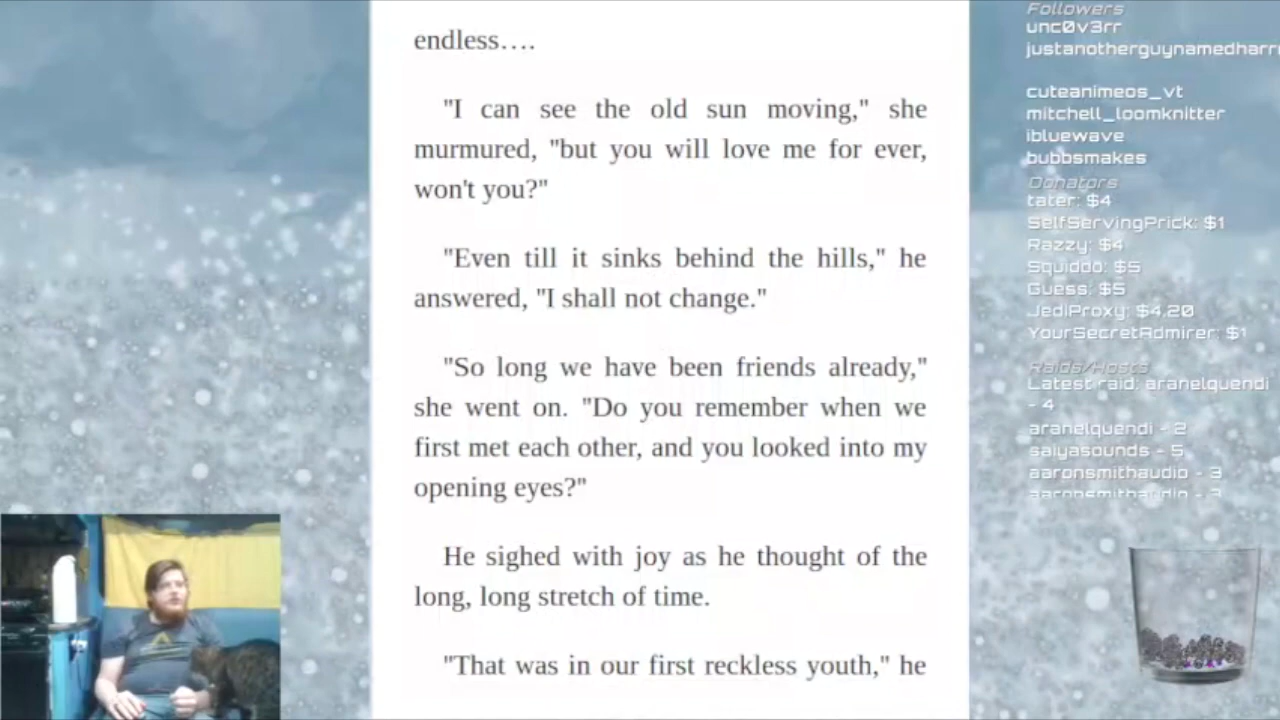 endless….
"I can see the old sun moving," she
murmured, "but you will love me for ever,
won't you?"
"Even till it sinks behind the hills," he
answered, "I shall not change."
"So long we have been friends already,"
she went on. "Do you remember when we
first met each other, and you looked into my
opening eyes?"
He sighed with joy as he thought of the
long, long stretch of time.
"That was in our first reckless youth," he
Followers
unc0v3rr
justanotherguynamedharr
cuteanimeos_vt
mitchell_loomknitter
ibluewave
bubbsmakes
Donators
tater: $4
SelfServingPrick: $1
Razzy: $4
Squiddo: $5
Guess: $5
JediProxy: $4.20
YourSecretAdmirer: $1
Raids/Hosts
Latest raid: aranelquendi
- 4
aranelquendi - 2
saiyasounds - 5
aaronsmithaudio - 3
aaronsmithaudio - 3